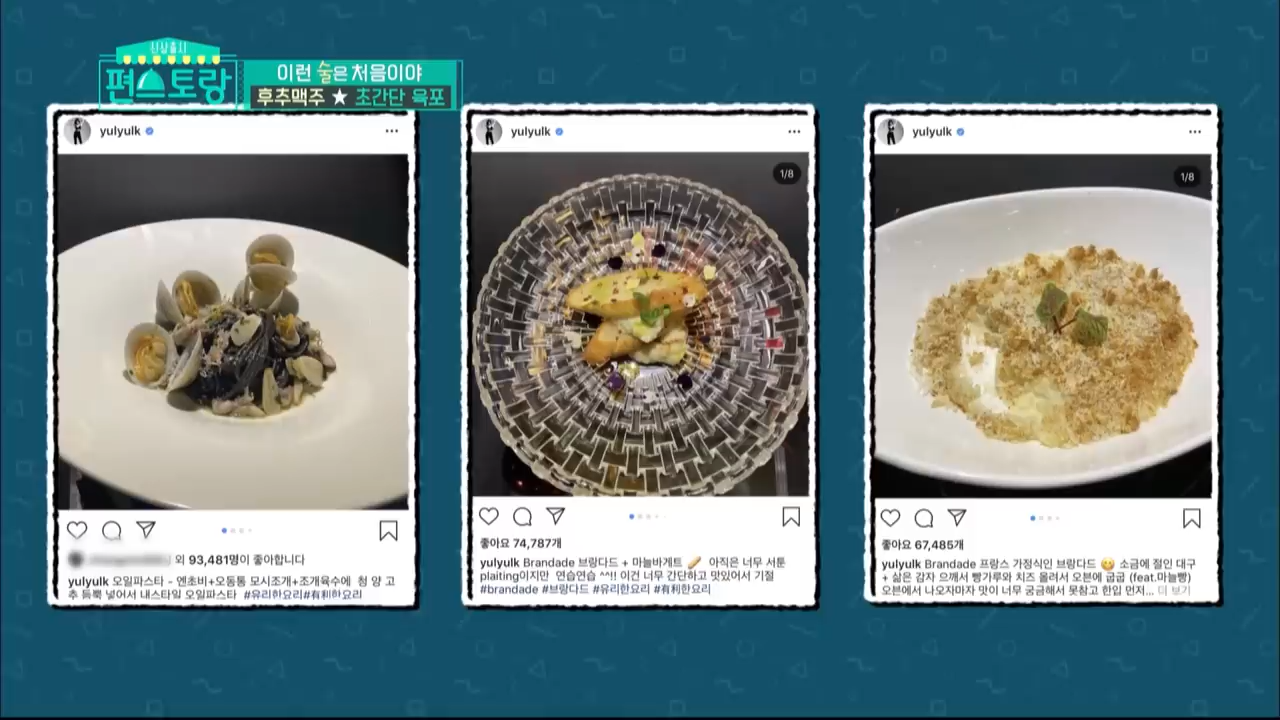 신상출시
편스토랑
이런 술은 처음이야
후추맥주 ★ 초간단 육포
yulyulk
외 93,481명이 좋아합니다
yulyulk 오일파스타 - 엔초비+오동통 모시조개+조개육수에 청 양 고
추 듬뿍 넣어서 내스타일 오일파스타 #유리한요리#有利한요리
yulyulk
1/8
좋아요 74,787개
yulyulk Brandade 브랑다드 + 마늘바게트 🥖 아직은 너무 서툰
plaiting이지만 연습연습 ^^!! 이건 너무 간단하고 맛있어서 기절
#brandade #브랑다드 #유리한요리 #有利한요리
yulyulk
1/8
좋아요 67,485개
yulyulk Brandade 프랑스 가정식인 브랑다드 😋 소금에 절인 대구
+ 삶은 감자 으깨서 빵가루와 치즈 올려서 오븐에 굽굽 (feat.마늘빵)
오븐에서 나오자마자 맛이 너무 궁금해서 못참고 한입 먼저... 더 보기